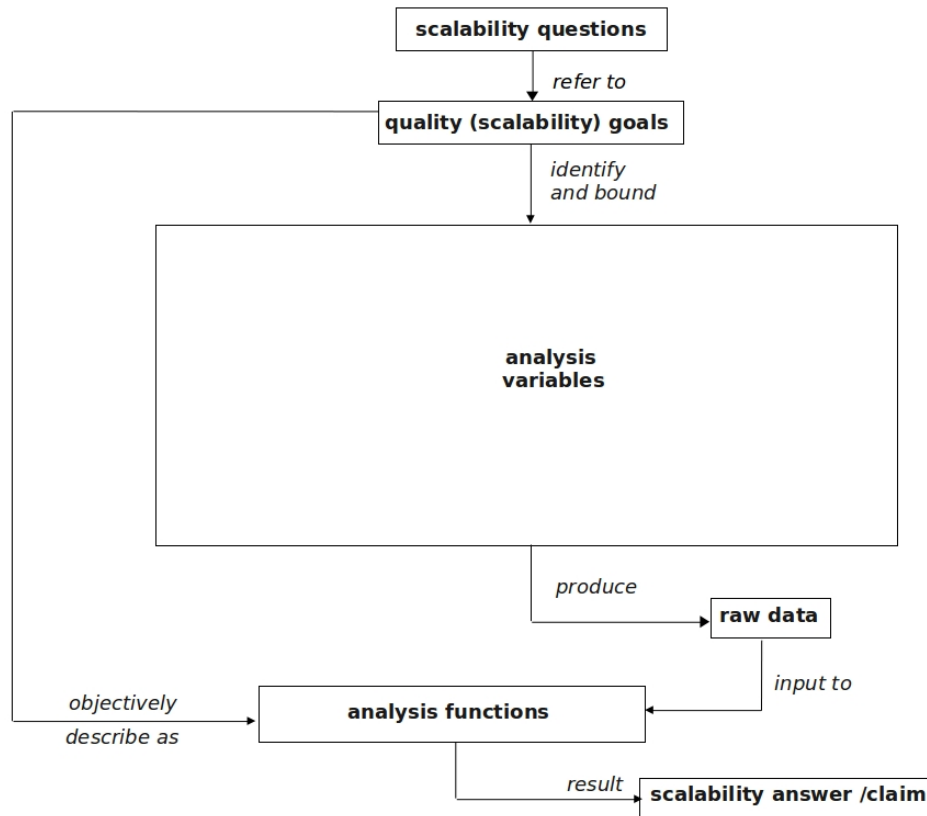 scalability questions
refer to
quality (scalability) goals
identify
and bound
analysis
variables
produce
raw data
input to
objectively
describe as
analysis functions
result
scalability answer /claim